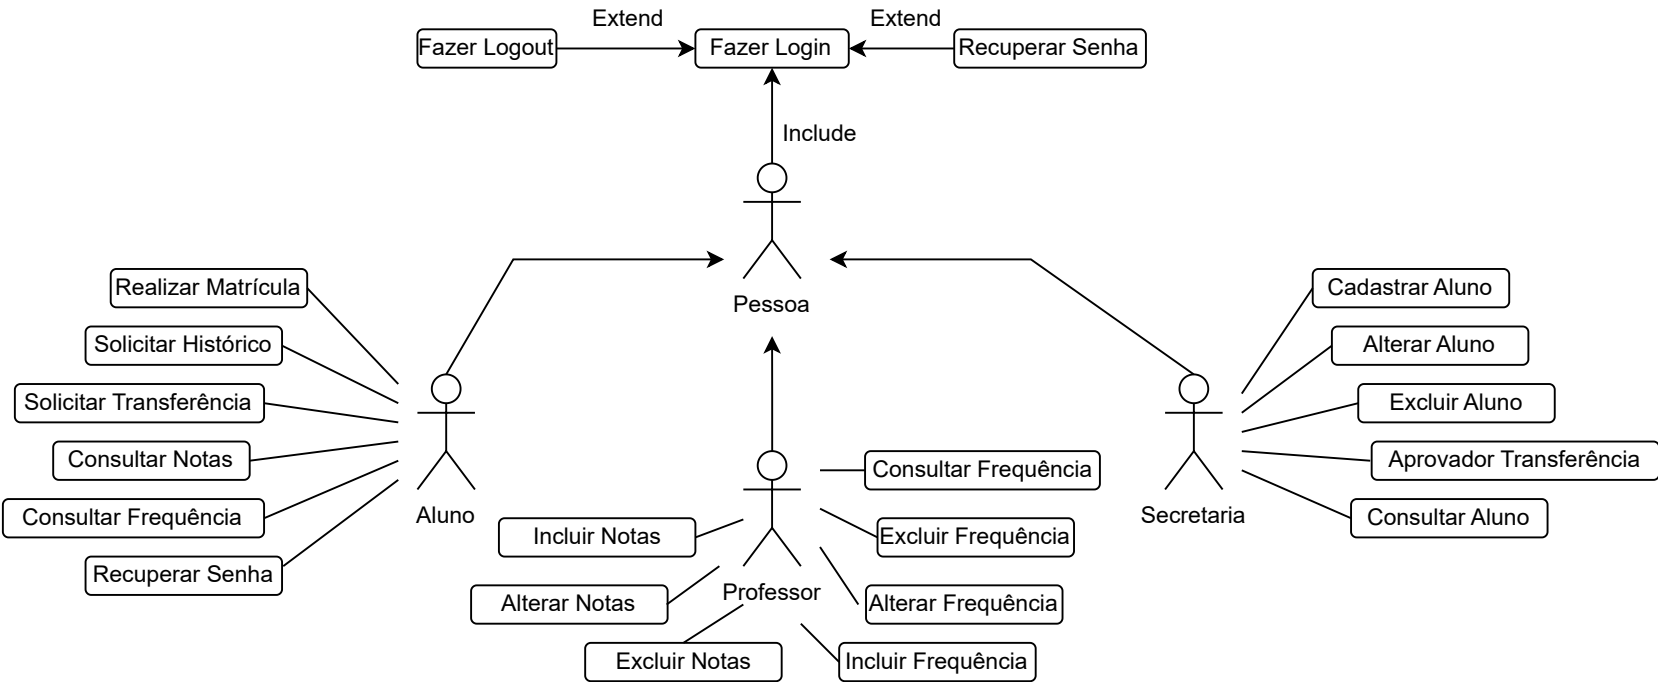 Extend
Extend
Fazer Logout
Fazer Login
Recuperar Senha
Include
Pessoa
Realizar Matrícula
Solicitar Histórico
Solicitar Transferência
Consultar Notas
Consultar Frequência
Recuperar Senha
Aluno
Cadastrar Aluno
Alterar Aluno
Excluir Aluno
Aprovador Transferência
Consultar Aluno
Secretaria
Consultar Frequência
Incluir Notas
Excluir Frequência
Professor
Alterar Notas
Alterar Frequência
Excluir Notas
Incluir Frequência